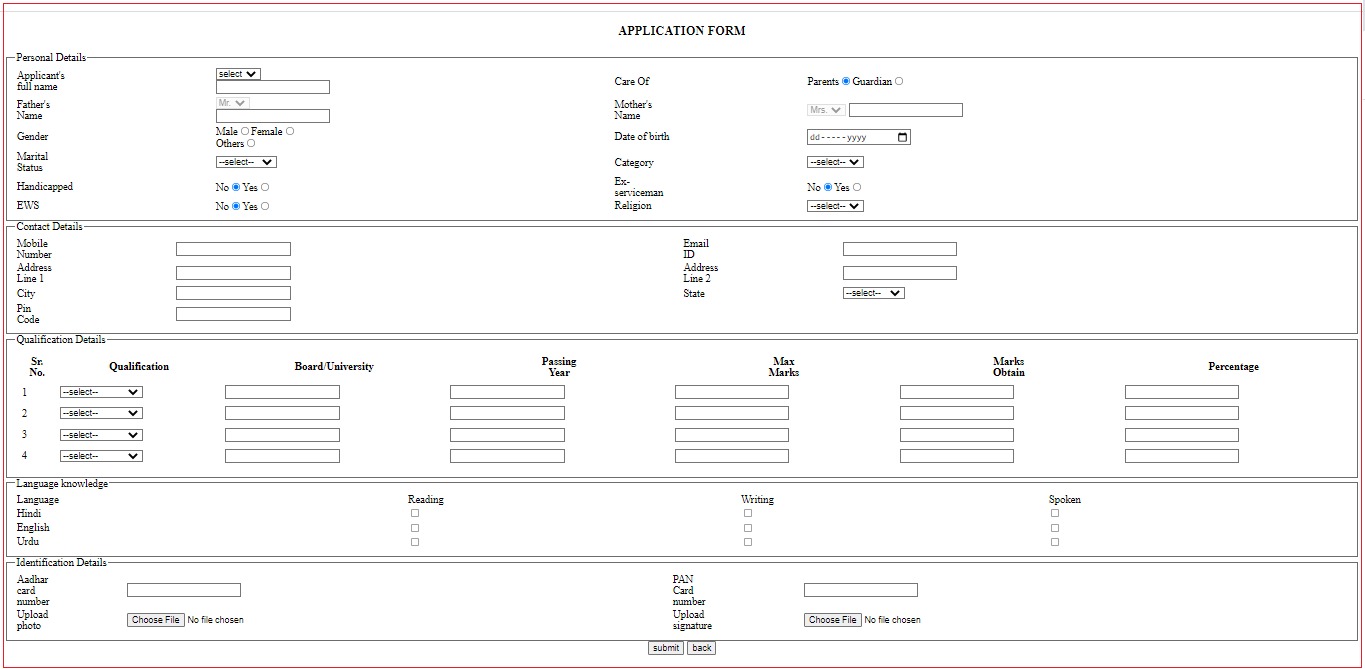 APPLICATION FORM
Personal Details
Applicant's
full name
select
Care Of
Parents Guardian
Father's
Name
Mr.
Mother's
Name
Mrs.
Gender
Male Female
Others
Date of birth
dd-----yyyy
Marital
Status
--select--
Category
--select--
Handicapped
No Yes
Ex-
serviceman
No Yes
EWS
No Yes
Religion
--select--
Contact Details
Mobile
Number
Email
ID
Address
Line 1
Address
Line 2
City
State
--select--
Pin
Code
Qualification Details
Sr.
No.
Qualification
Board/University
Passing
Year
Max
Marks
Marks
Obtain
Percentage
1 --select--
2 --select--
3 --select--
4 --select--
Language knowledge
Language Reading Writing Spoken
Hindi
English
Urdu
Identification Details
Aadhar
card
number
PAN
Card
number
Upload
photo
Choose File No file chosen
Upload
signature
Choose File No file chosen
submit back